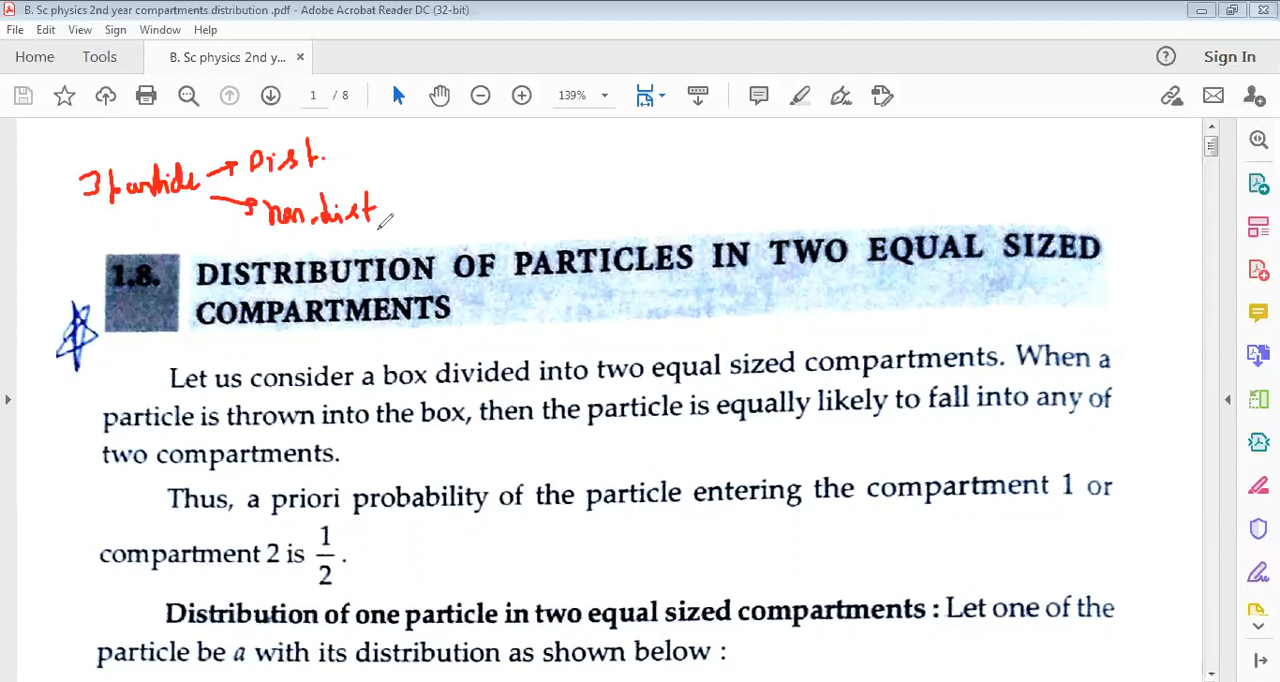 B. Sc physics 2nd year compartments distribution .pdf - Adobe Acrobat Reader DC (32-bit)
File Edit View Sign Window Help
Home Tools B. Sc physics 2nd y... × Sign In
1 / 8 139%
3 particle → Dist.
→ non-dist
1.8. DISTRIBUTION OF PARTICLES IN TWO EQUAL SIZED
COMPARTMENTS
Let us consider a box divided into two equal sized compartments. When a
particle is thrown into the box, then the particle is equally likely to fall into any of
two compartments.
Thus, a priori probability of the particle entering the compartment 1 or
compartment 2 is 1/2 .
Distribution of one particle in two equal sized compartments : Let one of the
particle be a with its distribution as shown below :